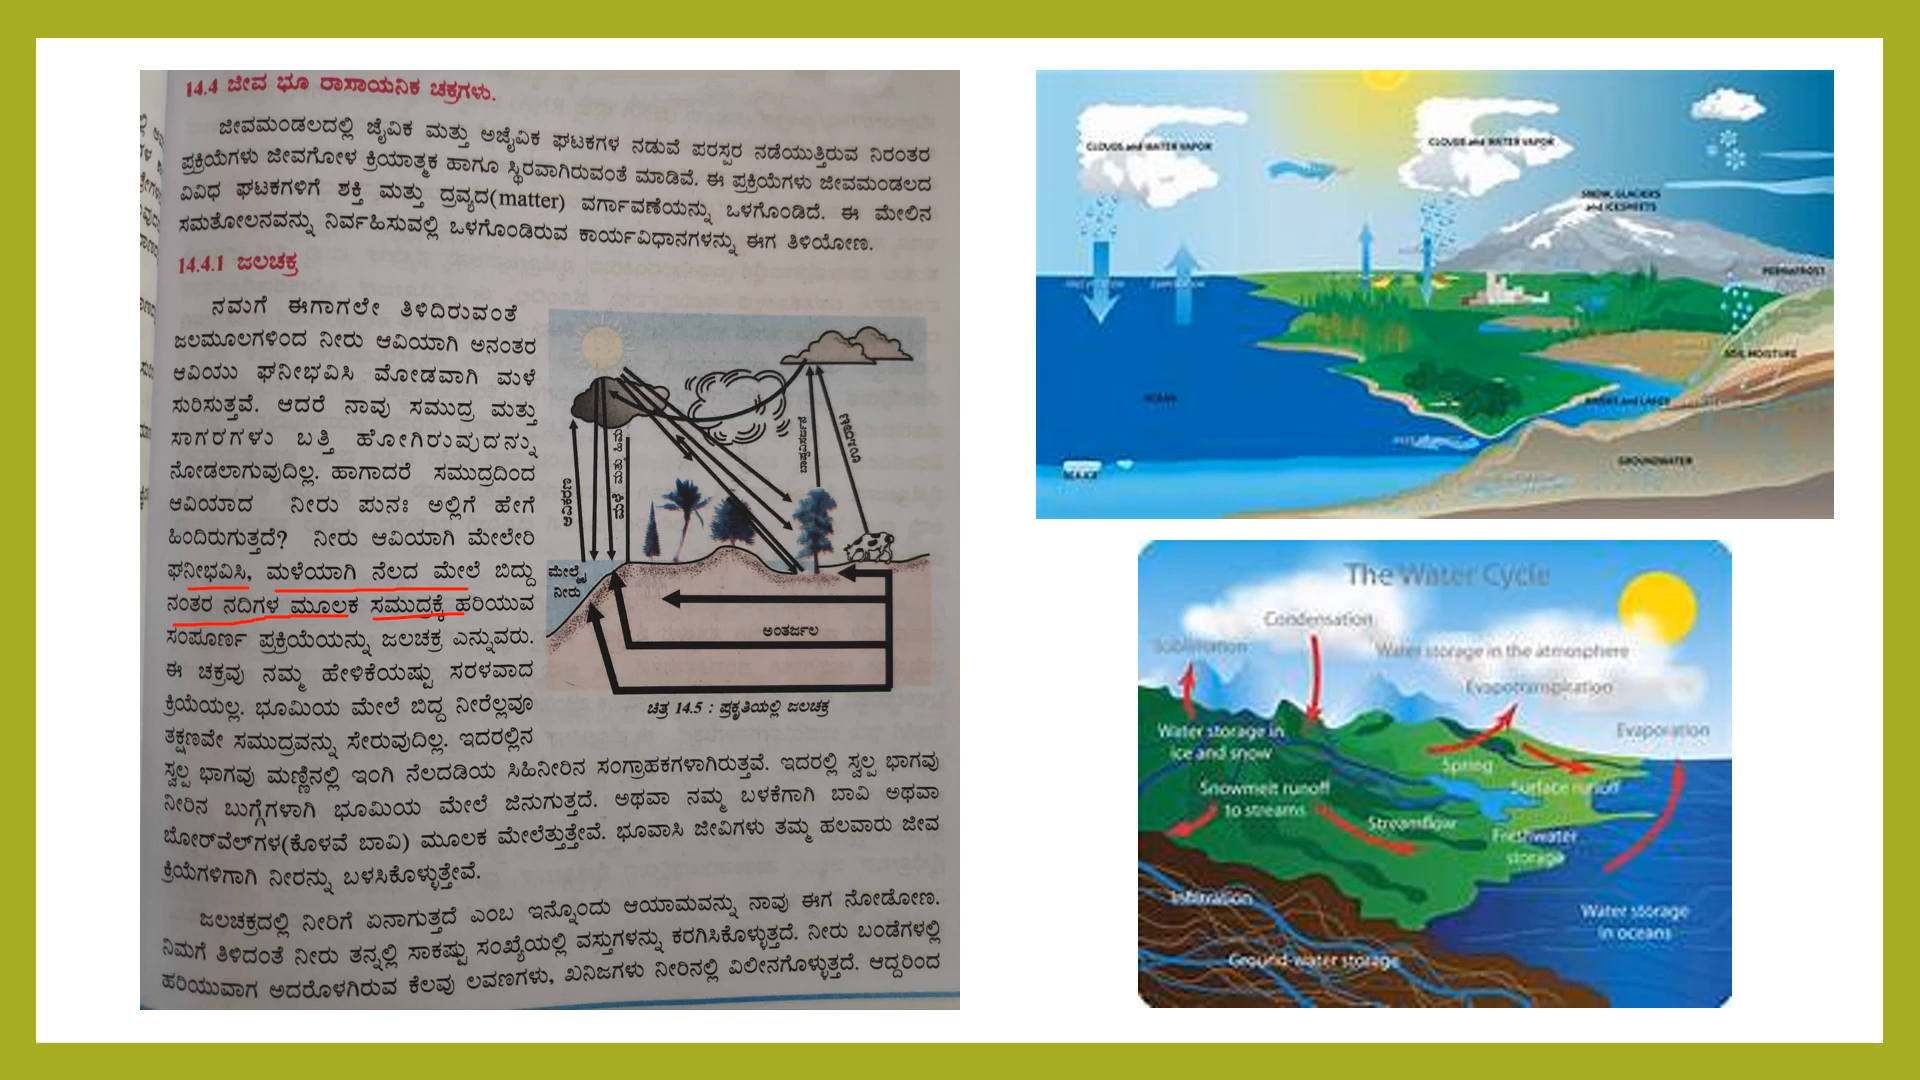 14.4 ಜೀವ ಭೂ ರಾಸಾಯನಿಕ ಚಕ್ರಗಳು.
ಜೀವಮಂಡಲದಲ್ಲಿ ಜೈವಿಕ ಮತ್ತು ಅಜೈವಿಕ ಘಟಕಗಳ ನಡುವೆ ಪರಸ್ಪರ ನಡೆಯುತ್ತಿರುವ ನಿರಂತರ
ಪ್ರಕ್ರಿಯೆಗಳು ಜೀವಗೋಳ ಕ್ರಿಯಾತ್ಮಕ ಹಾಗೂ ಸ್ಥಿರವಾಗಿರುವಂತೆ ಮಾಡಿವೆ. ಈ ಪ್ರಕ್ರಿಯೆಗಳು ಜೀವಮಂಡಲದ
ವಿವಿಧ ಘಟಕಗಳಿಗೆ ಶಕ್ತಿ ಮತ್ತು ದ್ರವ್ಯದ(matter) ವರ್ಗಾವಣೆಯನ್ನು ಒಳಗೊಂಡಿದೆ. ಈ ಮೇಲಿನ
ಸಮತೋಲನವನ್ನು ನಿರ್ವಹಿಸುವಲ್ಲಿ ಒಳಗೊಂಡಿರುವ ಕಾರ್ಯವಿಧಾನಗಳನ್ನು ಈಗ ತಿಳಿಯೋಣ.
14.4.1 ಜಲಚಕ್ರ
ನಮಗೆ ಈಗಾಗಲೇ ತಿಳಿದಿರುವಂತೆ
ಜಲಮೂಲಗಳಿಂದ ನೀರು ಆವಿಯಾಗಿ ಅನಂತರ
ಆವಿಯು ಘನೀಭವಿಸಿ ಮೋಡವಾಗಿ ಮಳೆ
ಸುರಿಸುತ್ತವೆ. ಆದರೆ ನಾವು ಸಮುದ್ರ ಮತ್ತು
ಸಾಗರಗಳು ಬತ್ತಿ ಹೋಗಿರುವುದನ್ನು
ನೋಡಲಾಗುವುದಿಲ್ಲ. ಹಾಗಾದರೆ ಸಮುದ್ರದಿಂದ
ಆವಿಯಾದ ನೀರು ಪುನಃ ಅಲ್ಲಿಗೆ ಹೇಗೆ
ಹಿಂದಿರುಗುತ್ತದೆ? ನೀರು ಆವಿಯಾಗಿ ಮೇಲೇರಿ
ಘನೀಭವಿಸಿ, ಮಳೆಯಾಗಿ ನೆಲದ ಮೇಲೆ ಬಿದ್ದು
ನಂತರ ನದಿಗಳ ಮೂಲಕ ಸಮುದ್ರಕ್ಕೆ ಹರಿಯುವ
ಸಂಪೂರ್ಣ ಪ್ರಕ್ರಿಯೆಯನ್ನು ಜಲಚಕ್ರ ಎನ್ನುವರು.
ಈ ಚಕ್ರವು ನಮ್ಮ ಹೇಳಿಕೆಯಷ್ಟು ಸರಳವಾದ
ಕ್ರಿಯೆಯಲ್ಲ. ಭೂಮಿಯ ಮೇಲೆ ಬಿದ್ದ ನೀರೆಲ್ಲವೂ
ತಕ್ಷಣವೇ ಸಮುದ್ರವನ್ನು ಸೇರುವುದಿಲ್ಲ. ಇದರಲ್ಲಿನ
ಸ್ವಲ್ಪ ಭಾಗವು ಮಣ್ಣಿನಲ್ಲಿ ಇಂಗಿ ನೆಲದಡಿಯ ಸಿಹಿನೀರಿನ ಸಂಗ್ರಾಹಕಗಳಾಗಿರುತ್ತವೆ. ಇದರಲ್ಲಿ ಸ್ವಲ್ಪ ಭಾಗವು
ನೀರಿನ ಬುಗ್ಗೆಗಳಾಗಿ ಭೂಮಿಯ ಮೇಲೆ ಜಿನುಗುತ್ತದೆ. ಅಥವಾ ನಮ್ಮ ಬಳಕೆಗಾಗಿ ಬಾವಿ ಅಥವಾ
ಬೋರ್‌ವೆಲ್‌ಗಳ(ಕೊಳವೆ ಬಾವಿ) ಮೂಲಕ ಮೇಲೆತ್ತುತ್ತೇವೆ. ಭೂವಾಸಿ ಜೀವಿಗಳು ತಮ್ಮ ಹಲವಾರು ಜೀವ
ಕ್ರಿಯೆಗಳಿಗಾಗಿ ನೀರನ್ನು ಬಳಸಿಕೊಳ್ಳುತ್ತೇವೆ.
ಜಲಚಕ್ರದಲ್ಲಿ ನೀರಿಗೆ ಏನಾಗುತ್ತದೆ ಎಂಬ ಇನ್ನೊಂದು ಆಯಾಮವನ್ನು ನಾವು ಈಗ ನೋಡೋಣ.
ನಿಮಗೆ ತಿಳಿದಂತೆ ನೀರು ತನ್ನಲ್ಲಿ ಸಾಕಷ್ಟು ಸಂಖ್ಯೆಯಲ್ಲಿ ವಸ್ತುಗಳನ್ನು ಕರಗಿಸಿಕೊಳ್ಳುತ್ತದೆ. ನೀರು ಬಂಡೆಗಳಲ್ಲಿ
ಹರಿಯುವಾಗ ಅದರೊಳಗಿರುವ ಕೆಲವು ಲವಣಗಳು, ಖನಿಜಗಳು ನೀರಿನಲ್ಲಿ ವಿಲೀನಗೊಳ್ಳುತ್ತದೆ. ಆದ್ದರಿಂದ
ಆವೀಕರಣ
ಮಳೆ ಮತ್ತು ಹಿಮ
ಮೇಲ್ಮೈ
ನೀರು
ಅಂತರ್ಜಲ
ಚಿತ್ರ 14.5 : ಪ್ರಕೃತಿಯಲ್ಲಿ ಜಲಚಕ್ರ
CLOUDS and WATER VAPOR
CLOUDS and WATER VAPOR
SNOW, GLACIERS
and ICESHEETS
PERMAFROST
SOIL MOISTURE
OCEAN
RIVERS and LAKES
GROUNDWATER
SEA ICE
The Water Cycle
Condensation
Sublimation
Water storage in the atmosphere
Evapotranspiration
Evaporation
Water storage in
ice and snow
Spring
Snowmelt runoff
to streams
Surface runoff
Streamflow
Freshwater
storage
Infiltration
Water storage
in oceans
Ground-water storage